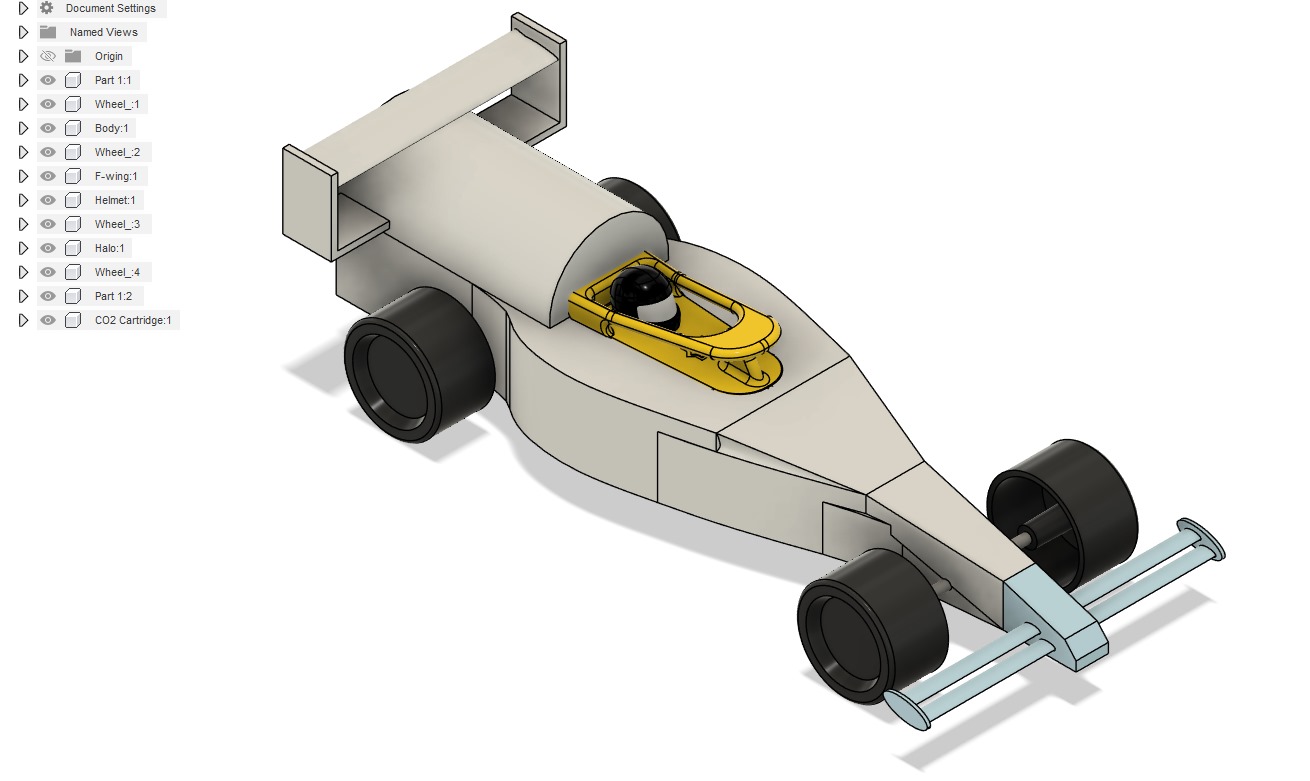 Document Settings
Named Views
Origin
Part 1:1
Wheel_:1
Body:1
Wheel_:2
F-wing:1
Helmet:1
Wheel_:3
Halo:1
Wheel_:4
Part 1:2
CO2 Cartridge:1